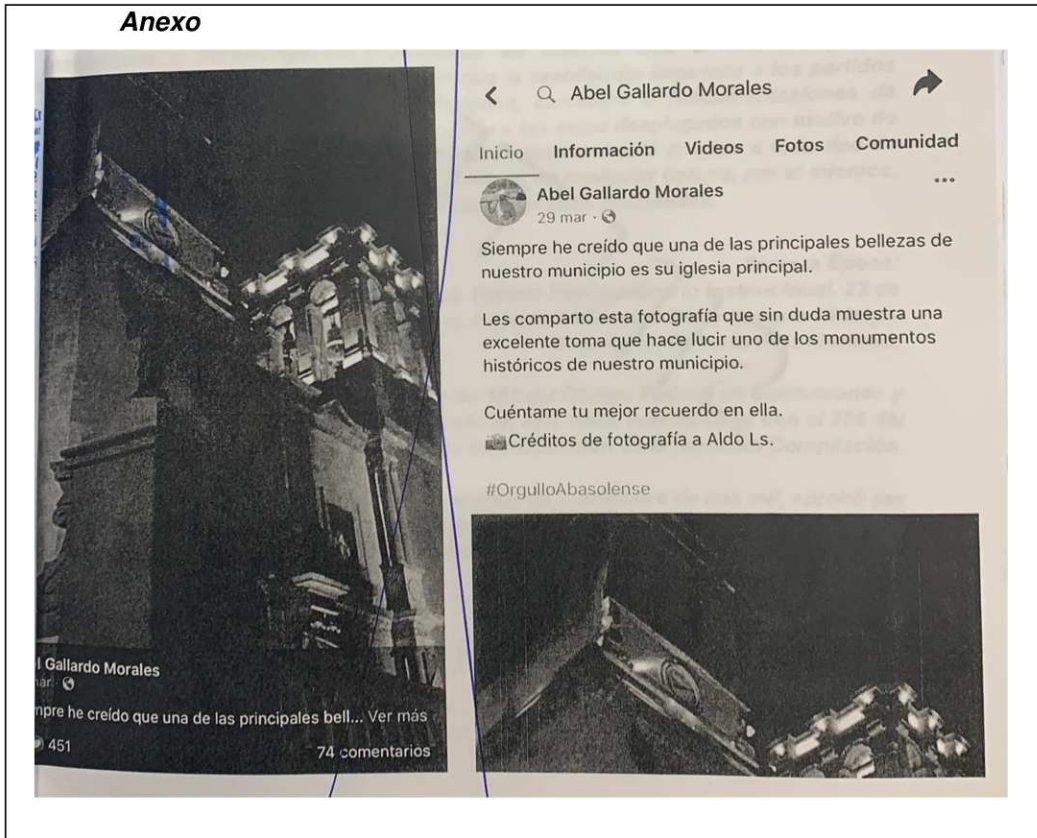 Anexo
l Gallardo Morales
mar ·
mpre he creído que una de las principales bell... Ver más
451
74 comentarios
Abel Gallardo Morales
Inicio Información Videos Fotos Comunidad
Abel Gallardo Morales
29 mar ·
Siempre he creído que una de las principales bellezas de
nuestro municipio es su iglesia principal.
Les comparto esta fotografía que sin duda muestra una
excelente toma que hace lucir uno de los monumentos
históricos de nuestro municipio.
Cuéntame tu mejor recuerdo en ella.
Créditos de fotografía a Aldo Ls.
#OrgulloAbasolense